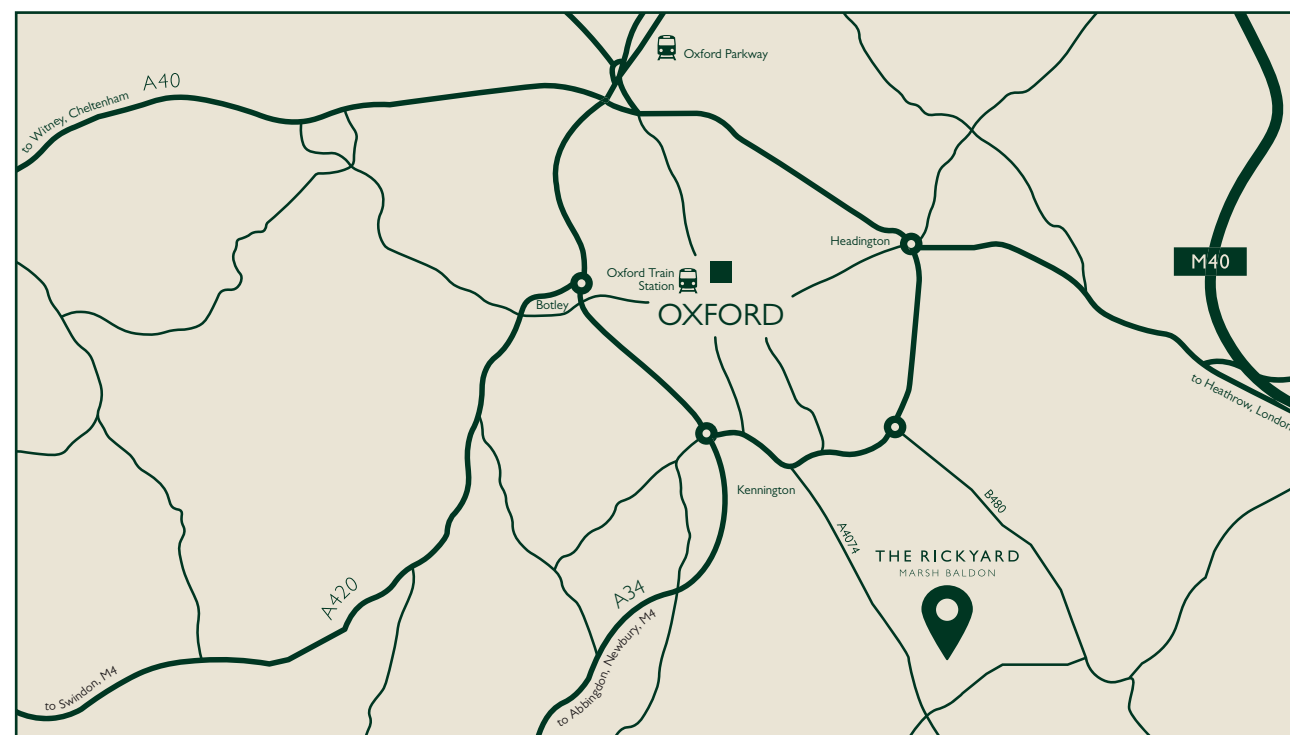 Oxford Parkway
A40
to Witney, Cheltenham
Headington
M40
Oxford Train
Station
Botley
OXFORD
to Heathrow, London
Kennington
B480
A4074
THE RICKYARD
MARSH BALDON
A420
A34
to Abbingdon, Newbury, M4
to Swindon, M4